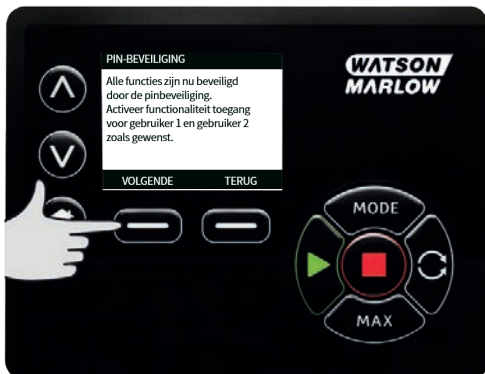 PIN-BEVEILIGING
WATSON
MARLOW
Alle functies zijn nu beveiligd
door de pinbeveiliging.
Activeer functionaliteit toegang
voor gebruiker 1 en gebruiker 2
zoals gewenst.
VOLGENDE TERUG
MODE
MAX